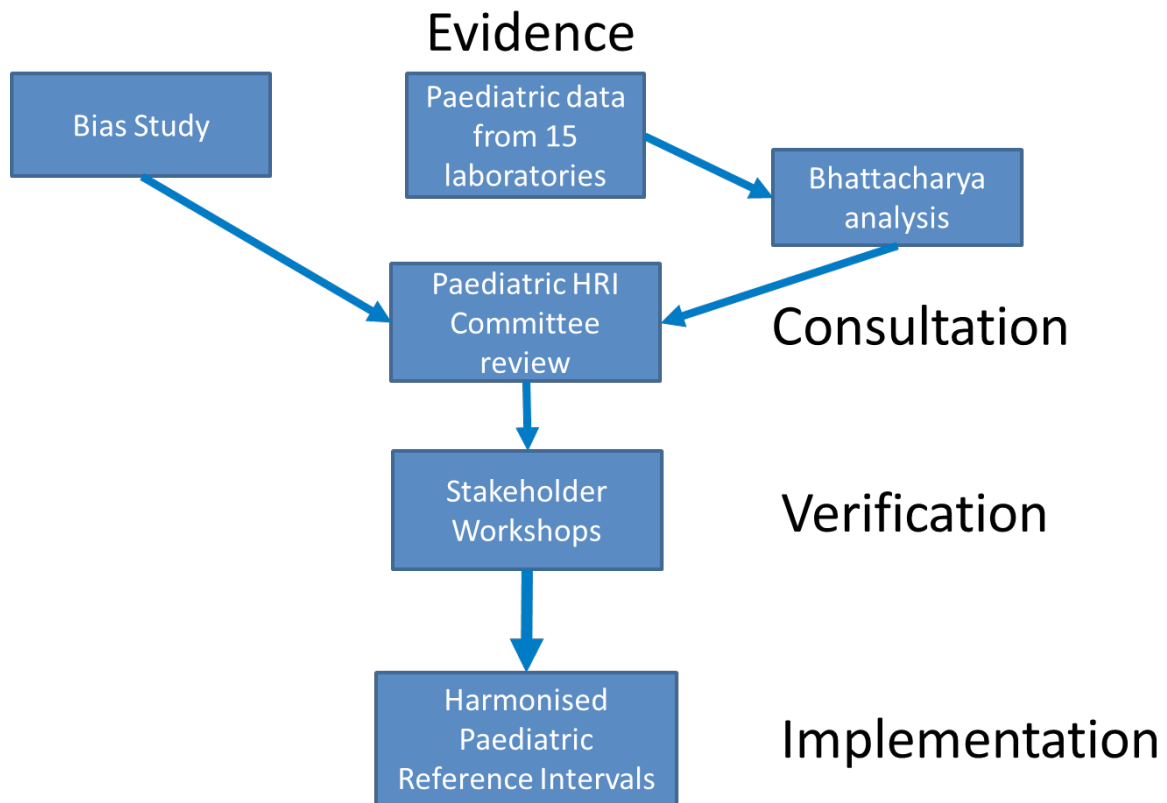 Evidence
Bias Study
Paediatric data
from 15
laboratories
Bhattacharya
analysis
Paediatric HRI
Committee
review
Consultation
Stakeholder
Workshops
Verification
Harmonised
Paediatric
Reference Intervals
Implementation